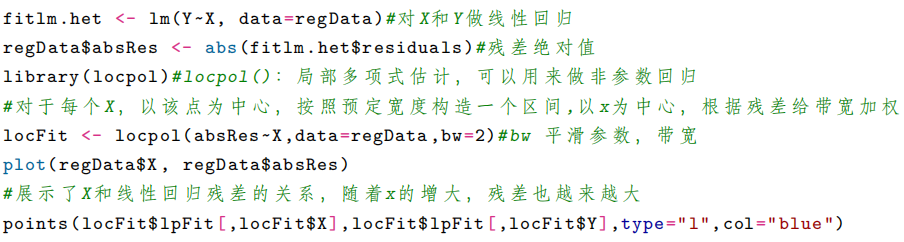 fitlm.het <- lm(Y~X, data=regData)#对X和Y做线性回归
regData$absRes <- abs(fitlm.het$residuals)#残差绝对值
library(locpol)#locpol()：局部多项式估计，可以用来做非参数回归
#对于每个X，以该点为中心，按照预定宽度构造一个区间,以x为中心，根据残差给带宽加权
locFit <- locpol(absRes~X,data=regData,bw=2)#bw 平滑参数，带宽
plot(regData$X, regData$absRes)
#展示了X和线性回归残差的关系，随着x的增大，残差也越来越大
points(locFit$lpFit[,locFit$X],locFit$lpFit[,locFit$Y],type="l",col="blue")